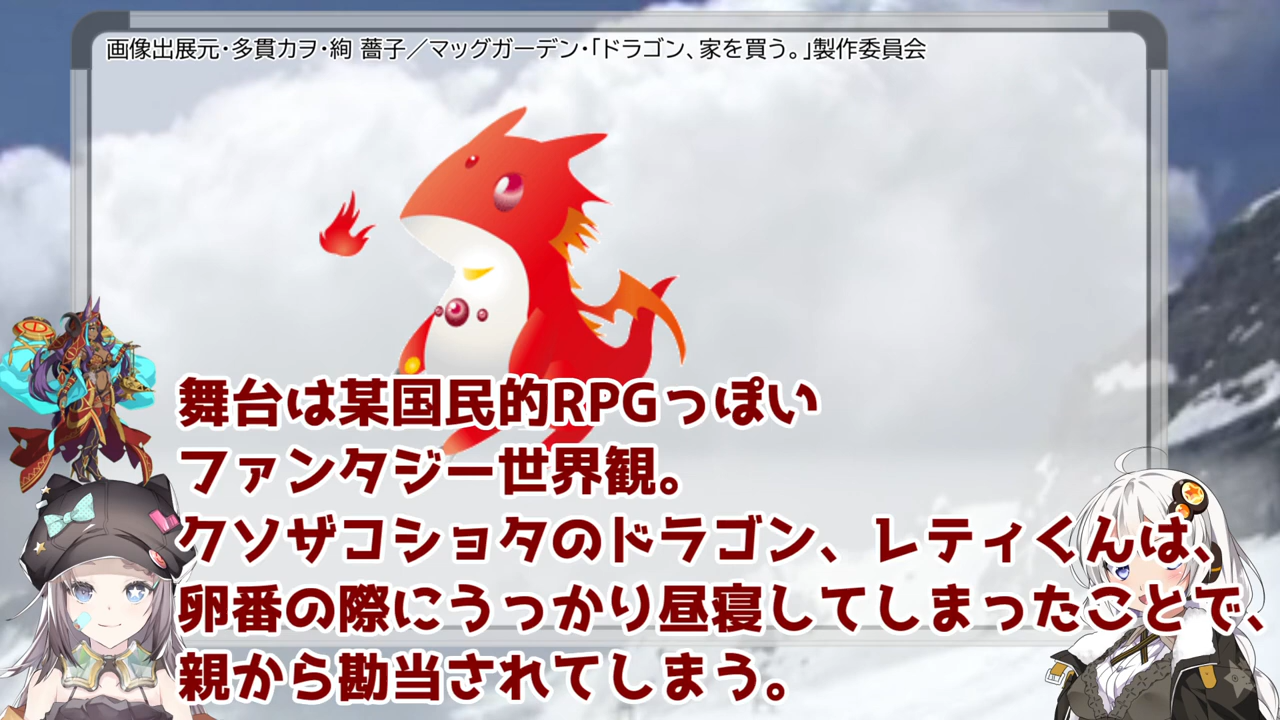 画像出展元・多貫カヲ・絢 薔子／マッグガーデン・「ドラゴン、家を買う。」製作委員会
舞台は某国民的RPGっぽい
ファンタジー世界観。
クソザコショタのドラゴン、レティくんは、
卵番の際にうっかり昼寝してしまったことで、
親から勘当されてしまう。